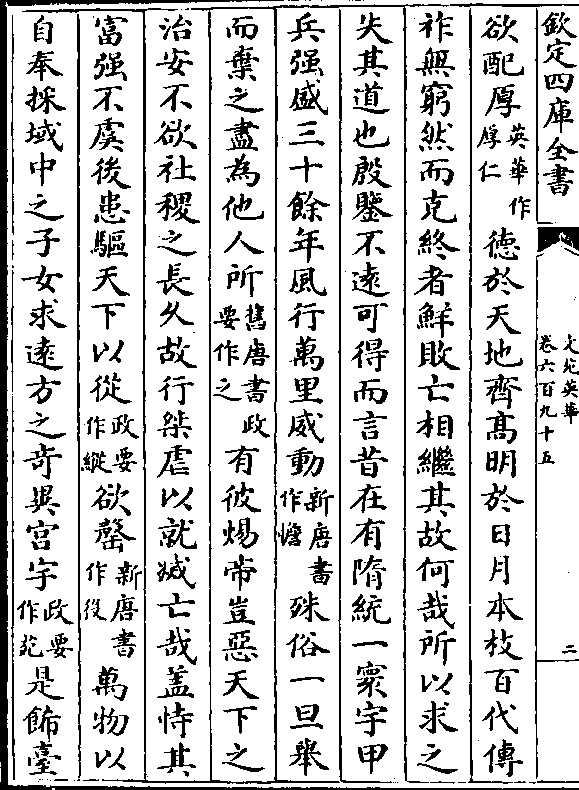 欽定四庫全書
文苑英華
卷六百九十五
二
欲配厚英華作厚仁德於天地齊髙明於日月本枝百代傳
祚無窮然而克終者鮮敗亡相繼其故何哉所以求之
失其道也殷鑒不遠可得而言昔在有隋統一寰宇甲
兵强盛三十餘年風行萬里威動新唐書作憺殊俗一旦舉
而棄之盡為他人所舊唐書政要作之有彼煬帝豈惡天下之
治安不欲社稷之長久故行桀虐以就滅亡哉盖恃其
富强不虞後患驅天下以從政要作縱欲罄新唐書作役萬物以
自奉採域中之子女求遠方之奇異宫宇政要作苑是飾臺